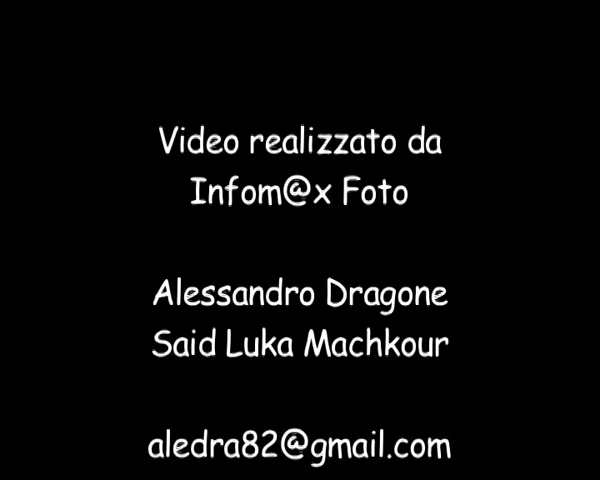 Video realizzato da
Infom@x Foto
Alessandro Dragone
Said Luka Machkour
aledra82@gmail.com